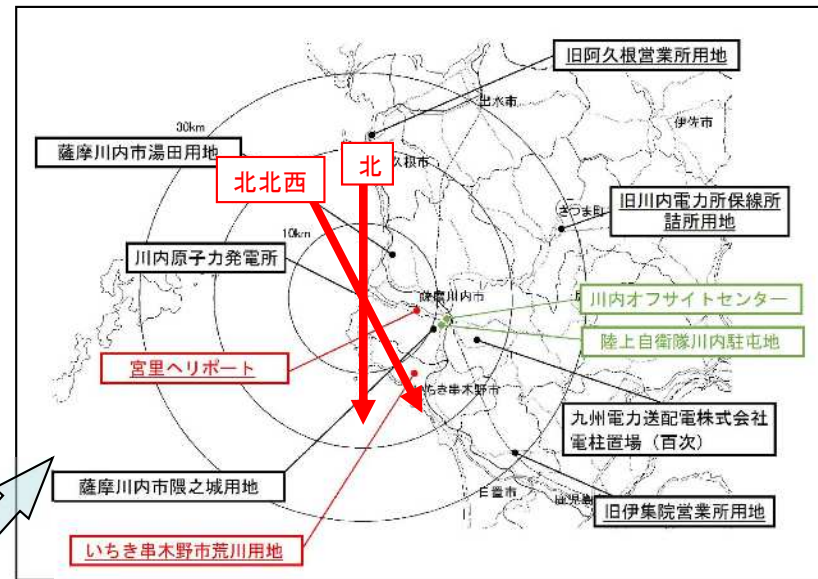 旧阿久根営業所用地
出水市
伊佐市
30km
薩摩川内市湯田用地
北北西
北
久根市
旧川内電力所保線所
詰所用地
さつま町
10km
川内原子力発電所
薩摩川内市
川内オフサイトセンター
陸上自衛隊川内駐屯地
宮里ヘリポート
いちき串木野市
九州電力送配電株式会社
電柱置場（百次）
薩摩川内市隈之城用地
日置市
鹿児島
旧伊集院営業所用地
いちき串木野市荒川用地